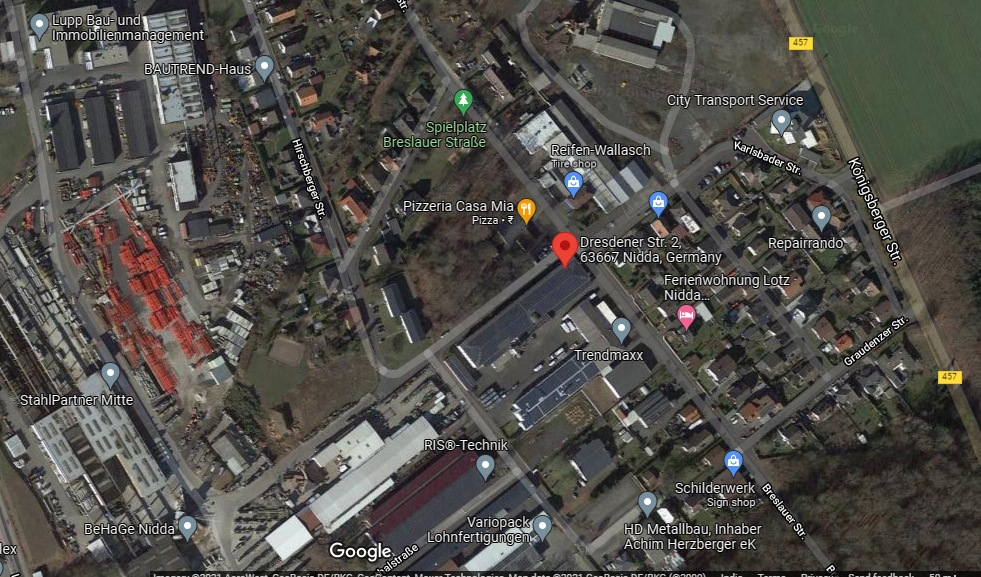 Lupp Bau- und
Immobilienmanagement
457
BAUTREND-Haus
City Transport Service
Spielplatz
Breslauer Straße
Reifen-Wallasch
Tire shop
Karlsbader Str.
Hirschberger Str.
Königsberger Str.
Pizzeria Casa Mia
Pizza • ₹
Dresdener Str. 2,
63667 Nidda, Germany
Repairrando
Ferienwohnung Lotz
Nidda...
Trendmaxx
Graudenzer Str.
457
StahlPartner Mitte
RIS®-Technik
Schilderwerk
Sign shop
Breslauer Str.
BeHaGe Nidda
Variopack
Lohnfertigungen
HD Metallbau, Inhaber
Achim Herzberger eK
Google